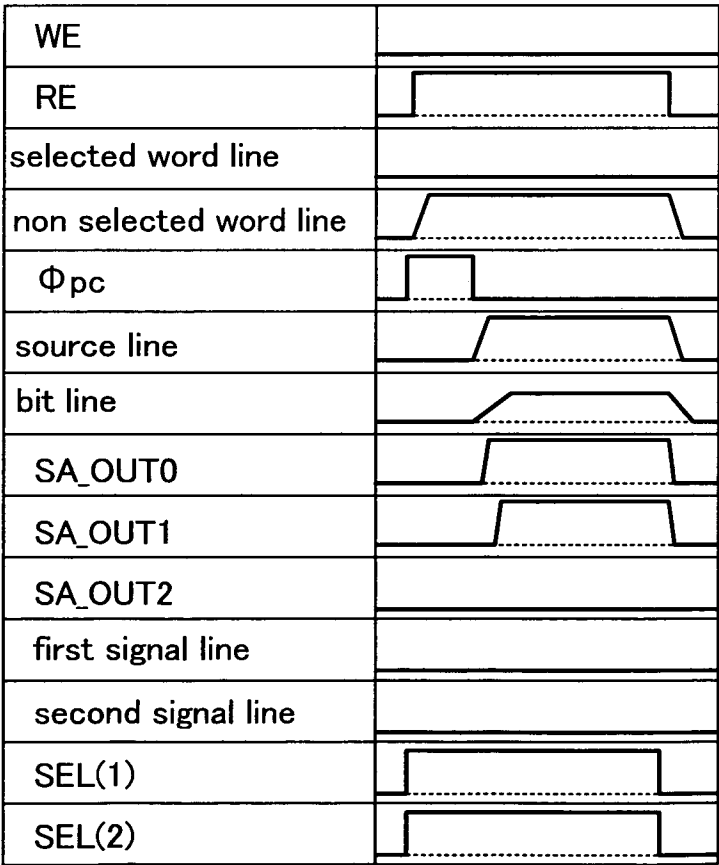 WE
RE
selected word line
non selected word line
Φpc
source line
bit line
SA_OUT0
SA_OUT1
SA_OUT2
first signal line
second signal line
SEL(1)
SEL(2)